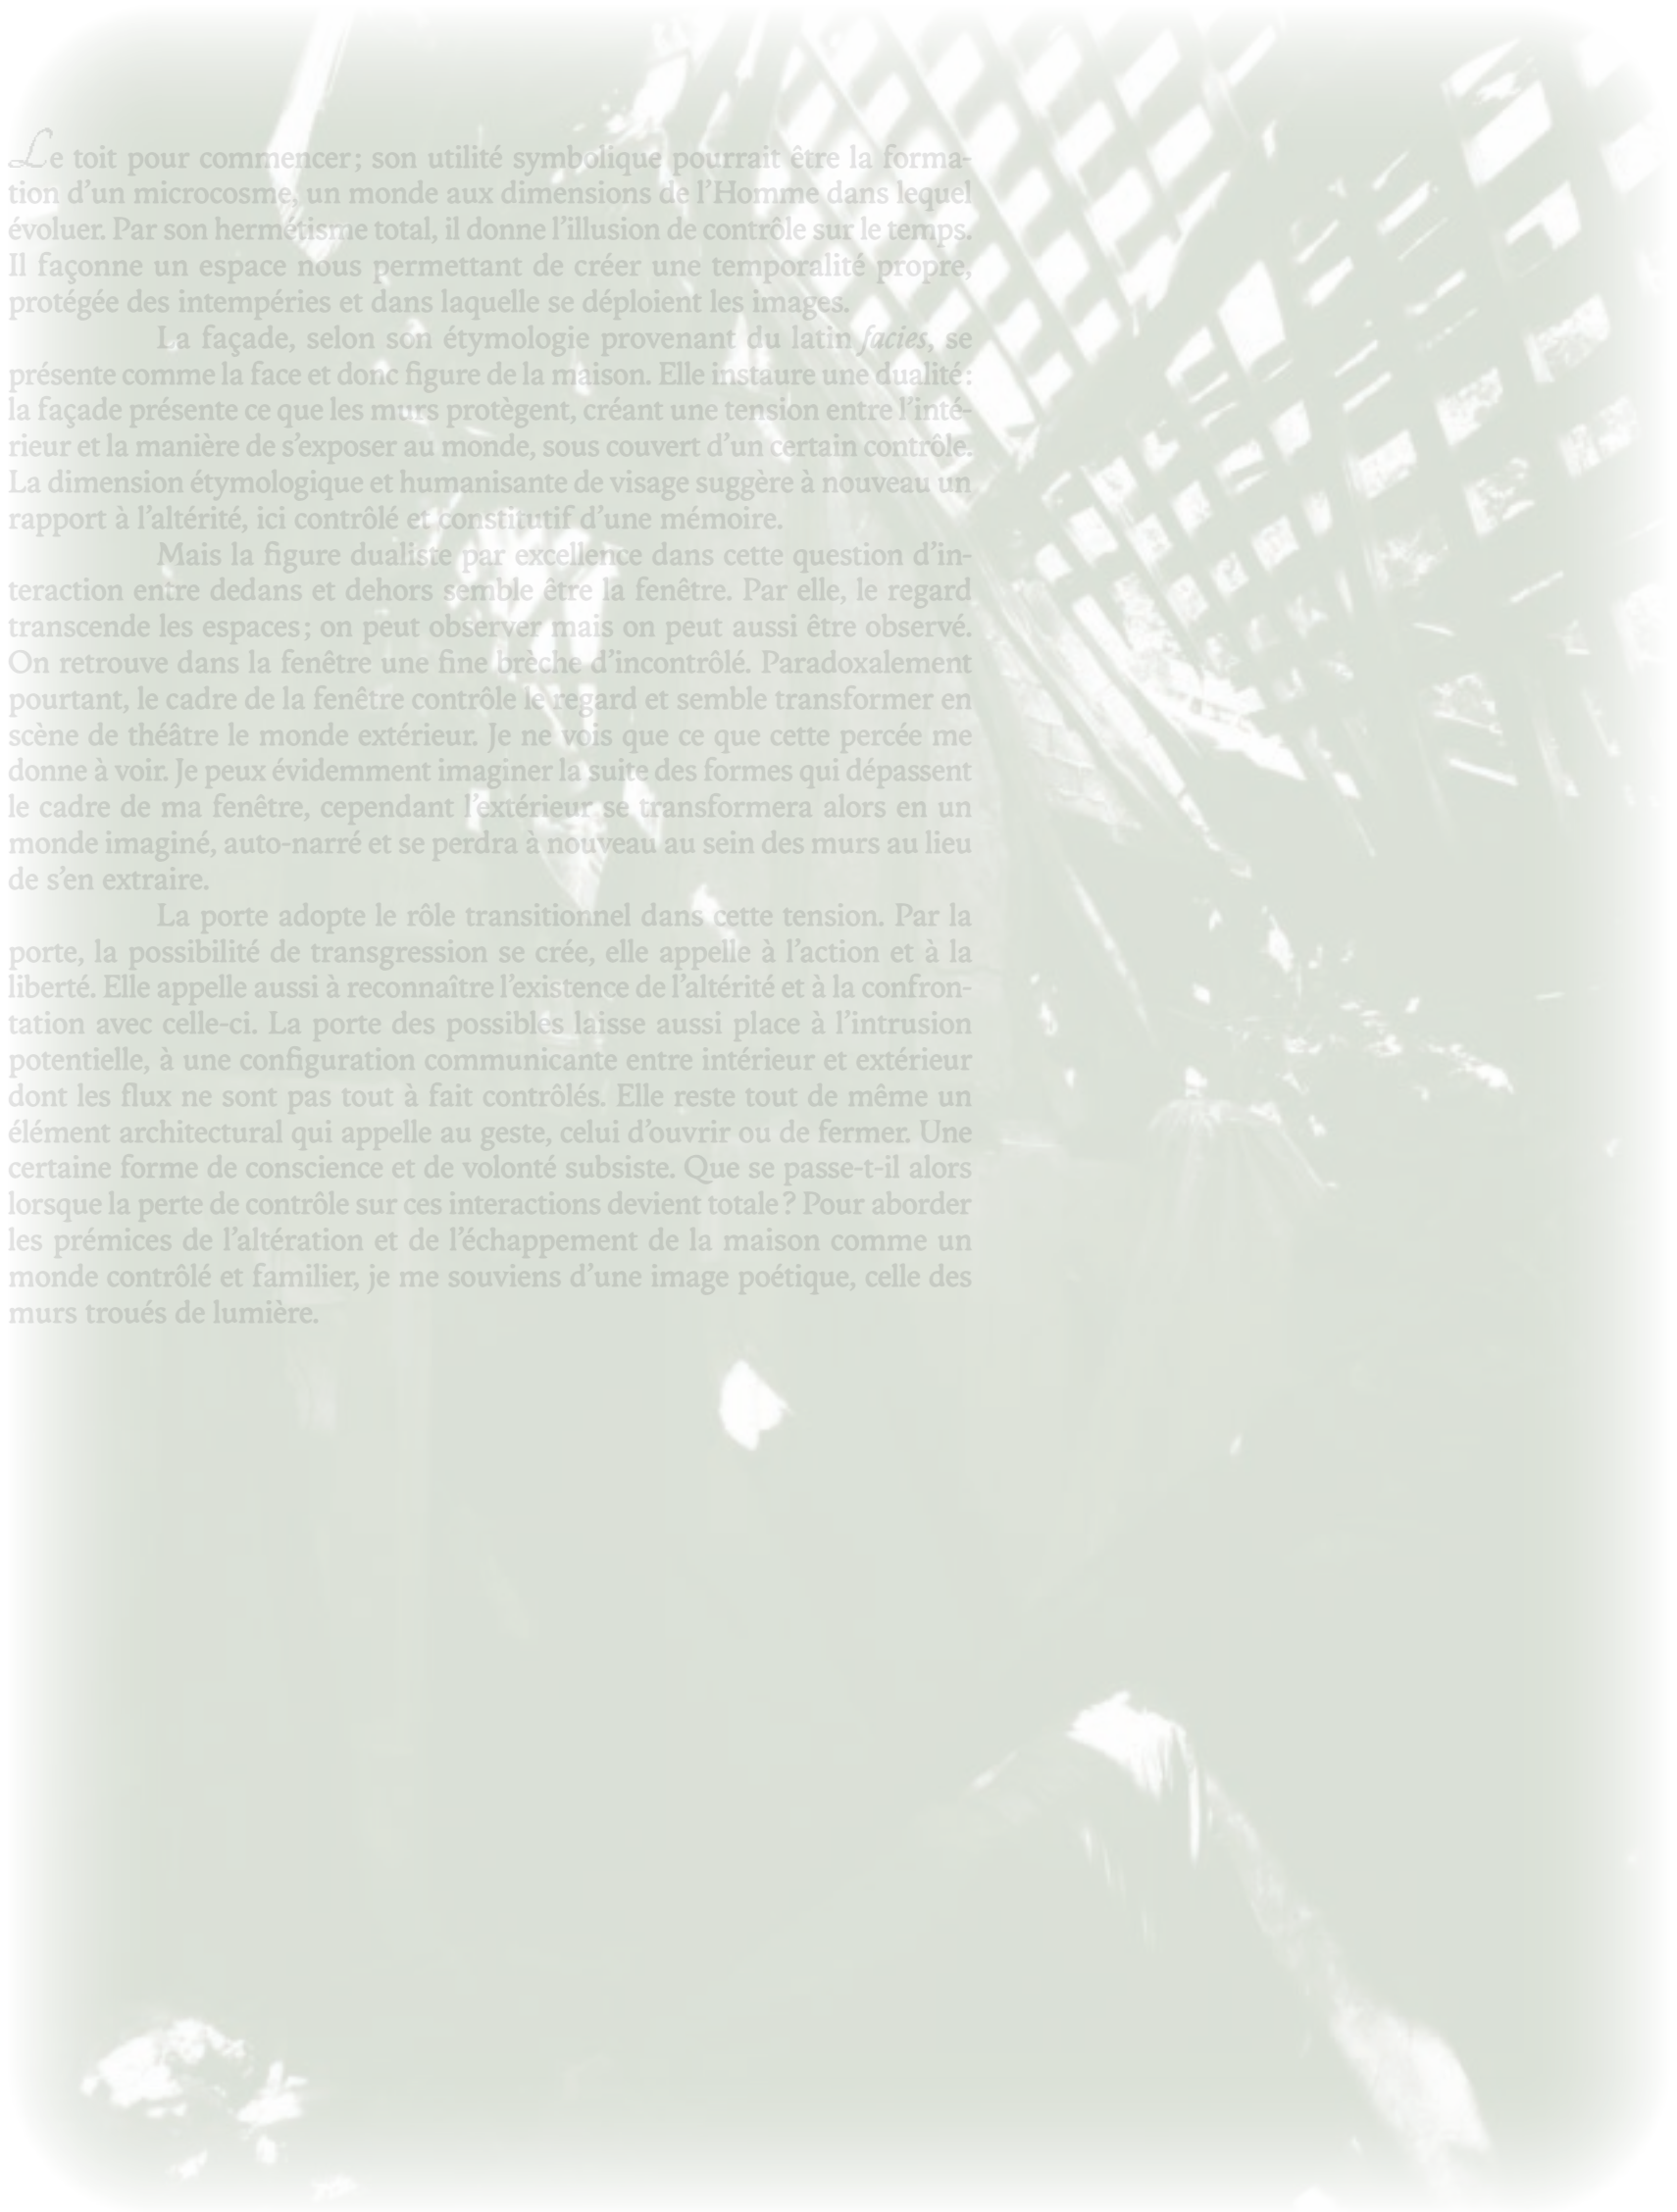 Le toit pour commencer ; son utilité symbolique pourrait être la forma-
tion d’un microcosme, un monde aux dimensions de l’Homme dans lequel
évoluer. Par son hermétisme total, il donne l’illusion de contrôle sur le temps.
Il façonne un espace nous permettant de créer une temporalité propre,
protégée des intempéries et dans laquelle se déploient les images.
La façade, selon son étymologie provenant du latin facies, se
présente comme la face et donc figure de la maison. Elle instaure une dualité :
la façade présente ce que les murs protègent, créant une tension entre l’inté-
rieur et la manière de s’exposer au monde, sous couvert d’un certain contrôle.
La dimension étymologique et humanisante de visage suggère à nouveau un
rapport à l’altérité, ici contrôlé et constitutif d’une mémoire.
Mais la figure dualiste par excellence dans cette question d’in-
teraction entre dedans et dehors semble être la fenêtre. Par elle, le regard
transcende les espaces ; on peut observer mais on peut aussi être observé.
On retrouve dans la fenêtre une fine brèche d’incontrôlé. Paradoxalement
pourtant, le cadre de la fenêtre contrôle le regard et semble transformer en
scène de théâtre le monde extérieur. Je ne vois que ce que cette percée me
donne à voir. Je peux évidemment imaginer la suite des formes qui dépassent
le cadre de ma fenêtre, cependant l’extérieur se transformera alors en un
monde imaginé, auto-narré et se perdra à nouveau au sein des murs au lieu
de s’en extraire.
La porte adopte le rôle transitionnel dans cette tension. Par la
porte, la possibilité de transgression se crée, elle appelle à l’action et à la
liberté. Elle appelle aussi à reconnaître l’existence de l’altérité et à la confron-
tation avec celle-ci. La porte des possibles laisse aussi place à l’intrusion
potentielle, à une configuration communicante entre intérieur et extérieur
dont les flux ne sont pas tout à fait contrôlés. Elle reste tout de même un
élément architectural qui appelle au geste, celui d’ouvrir ou de fermer. Une
certaine forme de conscience et de volonté subsiste. Que se passe-t-il alors
lorsque la perte de contrôle sur ces interactions devient totale ? Pour aborder
les prémices de l’altération et de l’échappement de la maison comme un
monde contrôlé et familier, je me souviens d’une image poétique, celle des
murs troués de lumière.